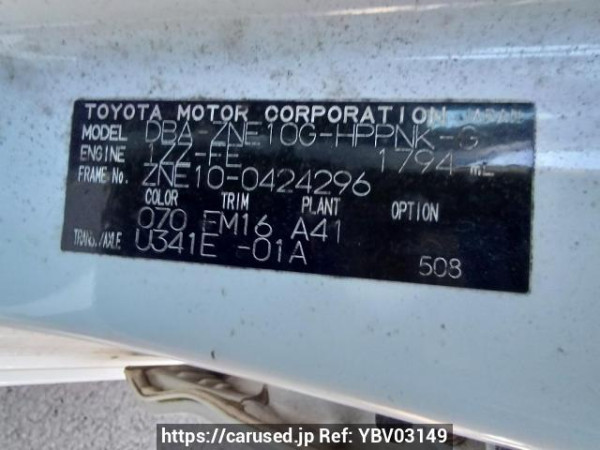 TOYOTA MOTOR CORPORATION JAPAN
MODEL DBA-ZNE10G-HPPNK-G
ENGINE 1ZZ-FE 1794 mL
FRAME No. ZNE10-0424296
COLOR TRIM PLANT OPTION
070 EM16 A41
TRANS./AXLE U341E -01A
508
https://carused.jp Ref: YBV03149